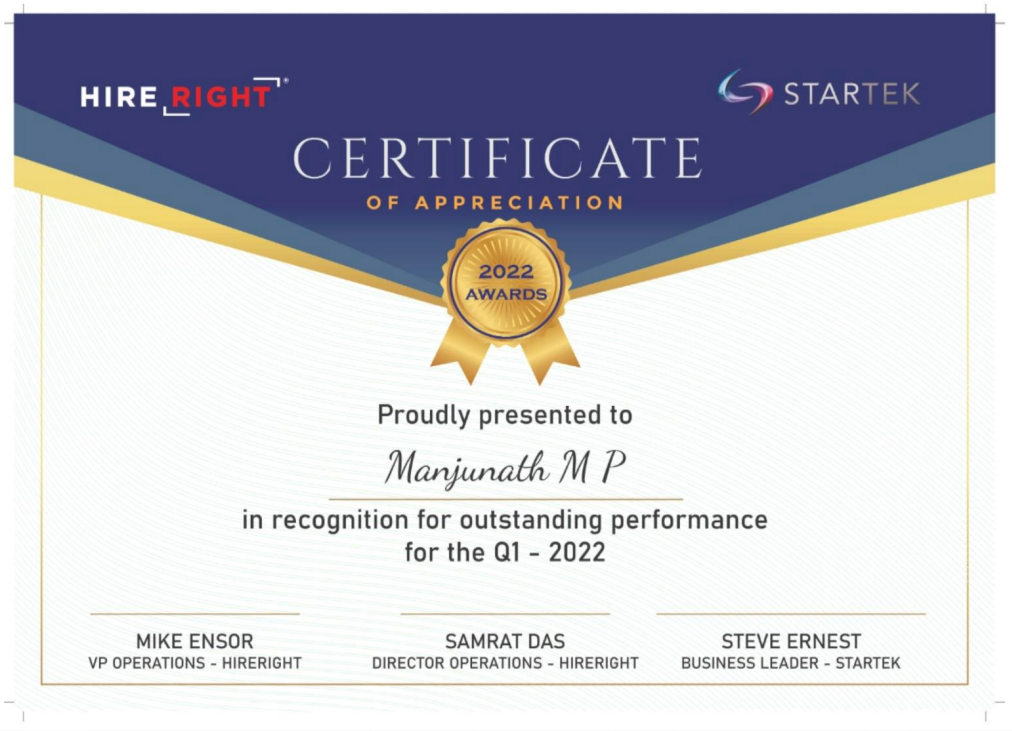 HIRE RIGHT®
STARTEK
CERTIFICATE
OF APPRECIATION
2022
AWARDS
Proudly presented to
Manjunath M P
in recognition for outstanding performance
for the Q1 - 2022
MIKE ENSOR
VP OPERATIONS - HIRERIGHT
SAMRAT DAS
DIRECTOR OPERATIONS - HIRERIGHT
STEVE ERNEST
BUSINESS LEADER - STARTEK